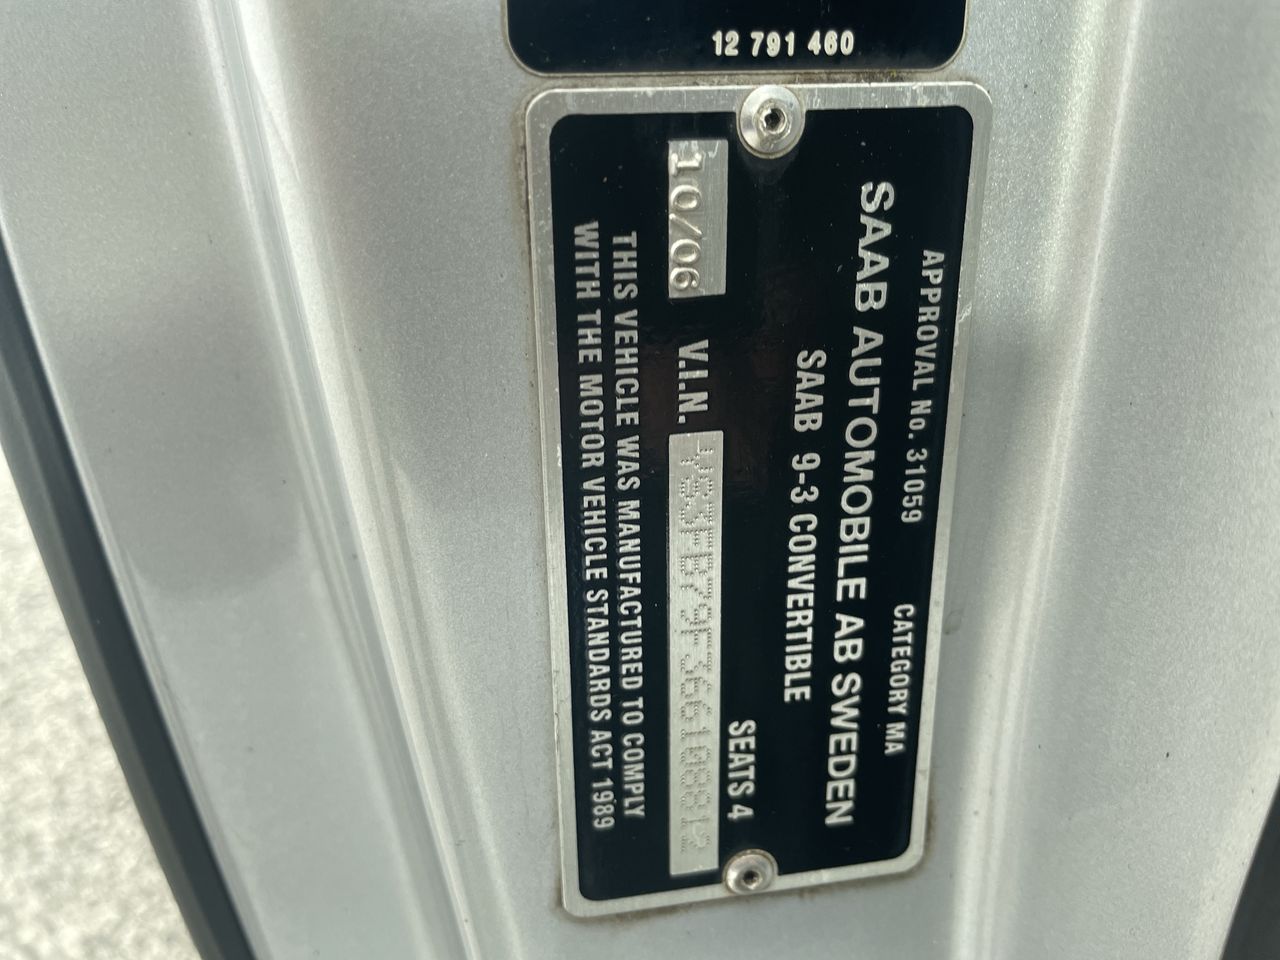 12 791 460
APPROVAL No. 31059 CATEGORY MA
SAAB AUTOMOBILE AB SWEDEN
SAAB 9-3 CONVERTIBLE
SEATS 4
10/06 V.I.N. YS3FB79F366108812
THIS VEHICLE WAS MANUFACTURED TO COMPLY
WITH THE MOTOR VEHICLE STANDARDS ACT 1989